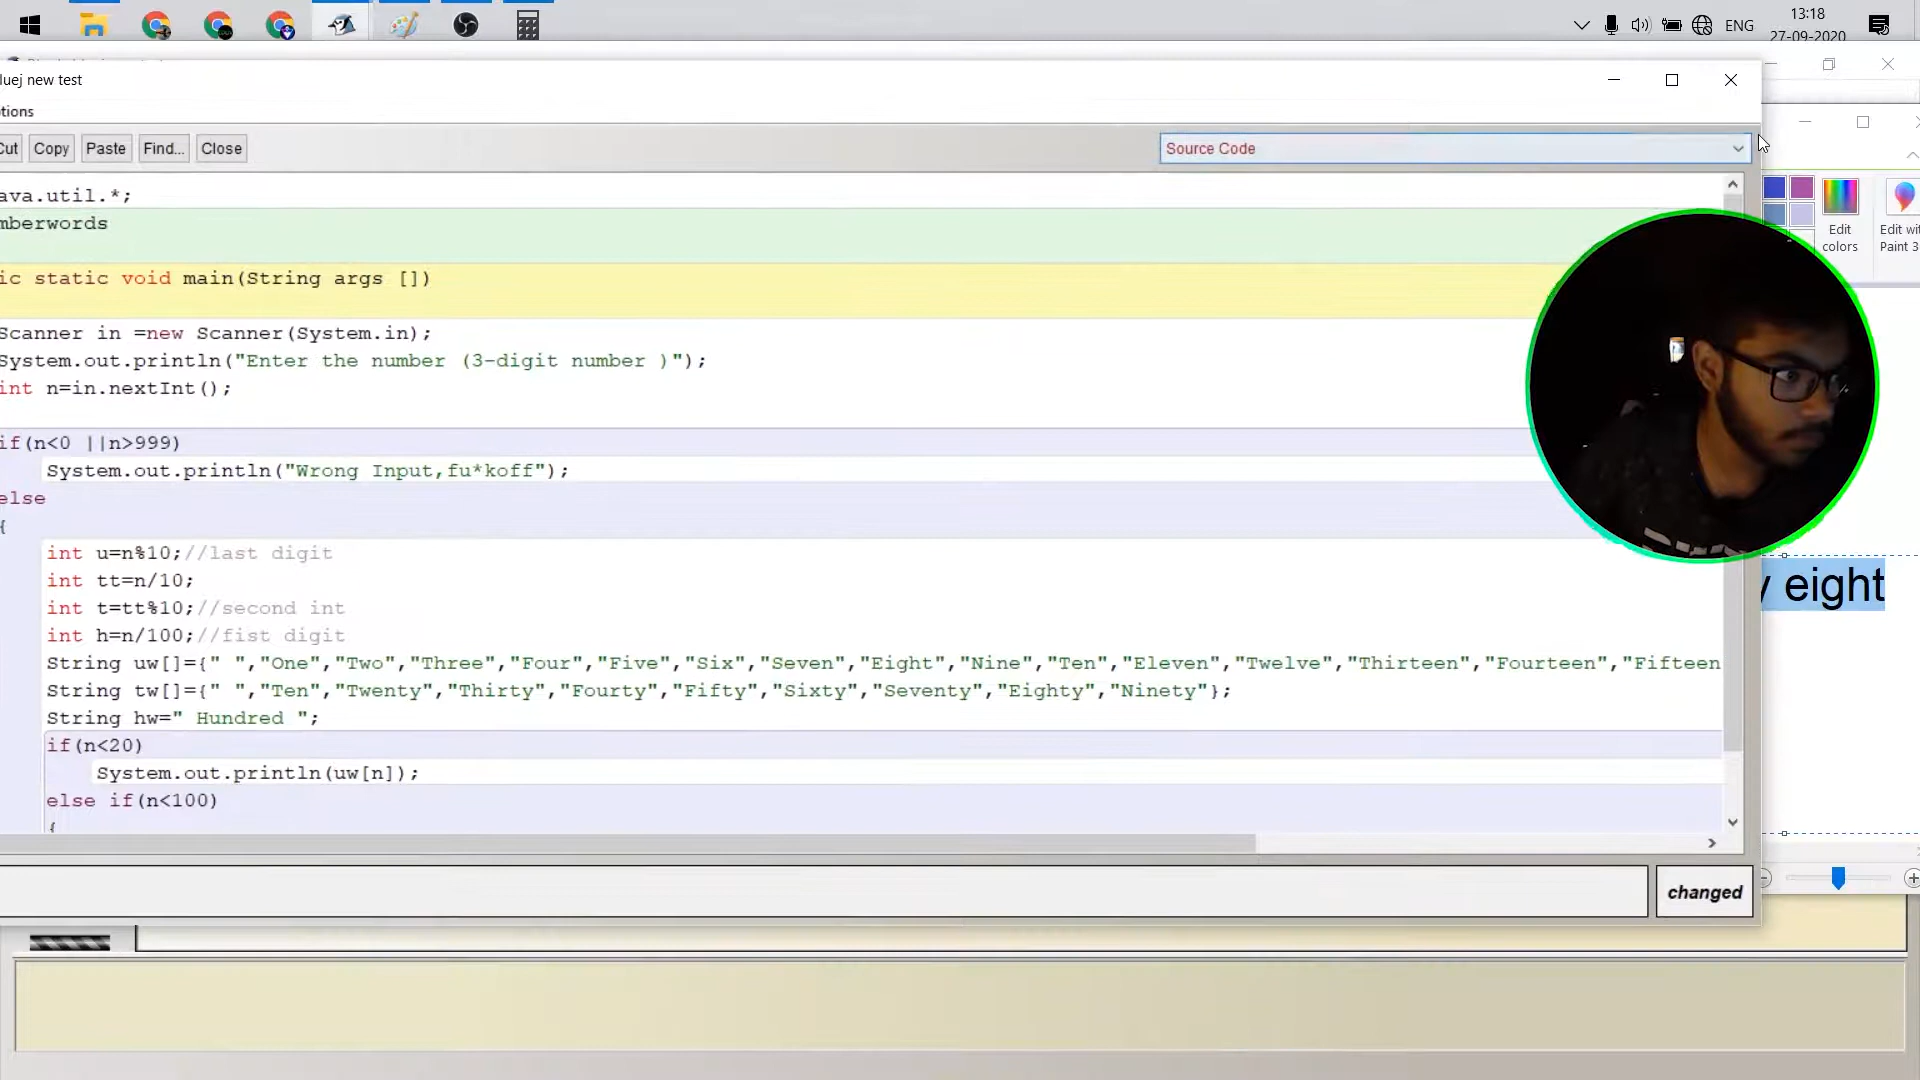 ENG
13:18
27-09-2020
luej new test
tions
Cut
Copy
Paste
Find...
Close
Source Code
ava.util.*;
mberwords
ic static void main(String args [])
Scanner in =new Scanner(System.in);
System.out.println("Enter the number (3-digit number )");
int n=in.nextInt();
if(n<0 ||n>999)
System.out.println("Wrong Input,fu*koff");
else
{
int u=n%10;//last digit
int tt=n/10;
int t=tt%10;//second int
int h=n/100;//fist digit
String uw[]={" ","One","Two","Three","Four","Five","Six","Seven","Eight","Nine","Ten","Eleven","Twelve","Thirteen","Fourteen","Fifteen
String tw[]={" ","Ten","Twenty","Thirty","Fourty","Fifty","Sixty","Seventy","Eighty","Ninety"};
String hw=" Hundred ";
if(n<20)
System.out.println(uw[n]);
else if(n<100)
{
changed
Edit
colors
Edit wit
Paint 3
y eight